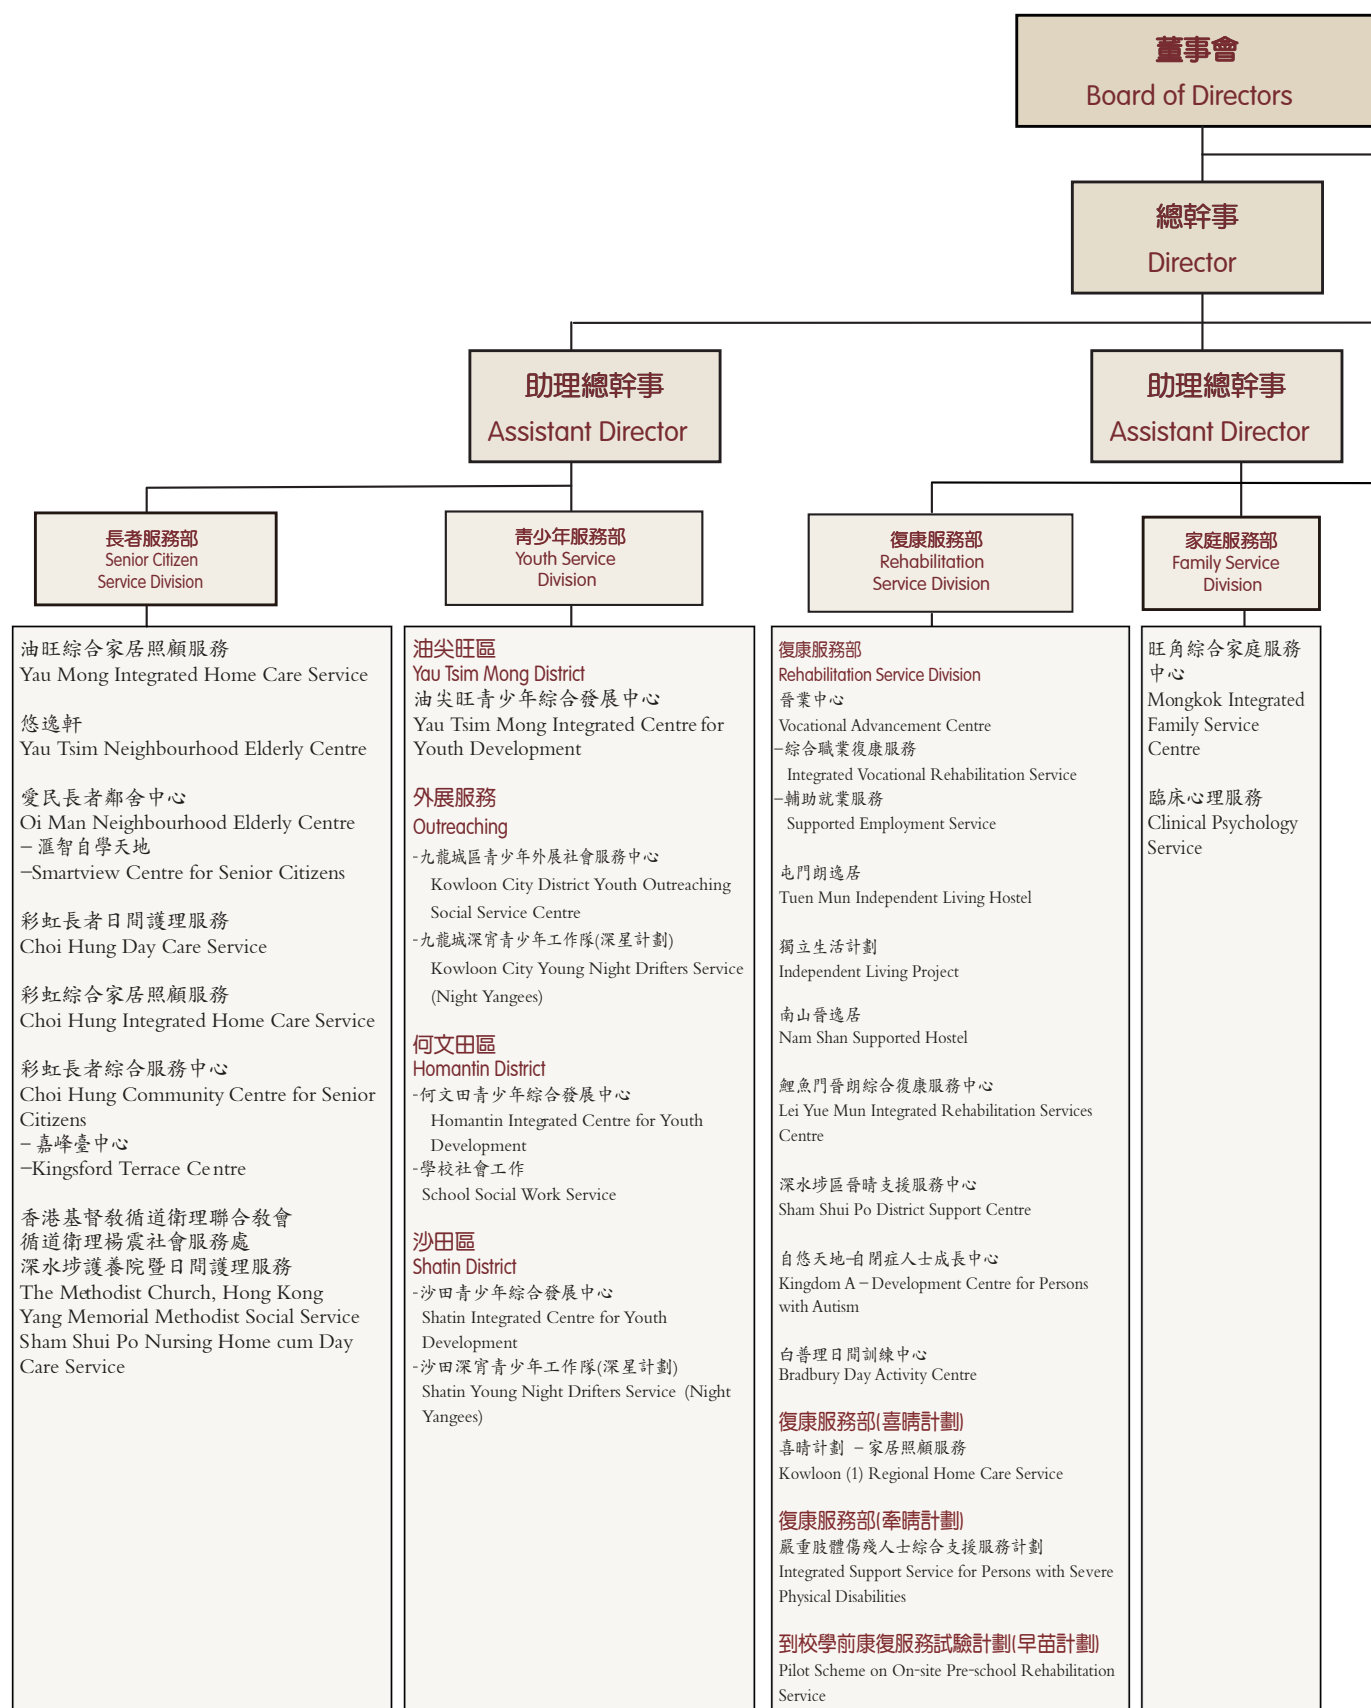 董事會
Board of Directors
總幹事
Director
助理總幹事
Assistant Director
助理總幹事
Assistant Director
長者服務部
Senior Citizen
Service Division
青少年服務部
Youth Service
Division
復康服務部
Rehabilitation
Service Division
家庭服務部
Family Service
Division
油旺綜合家居照顧服務
Yau Mong Integrated Home Care Service
悠逸軒
Yau Tsim Neighbourhood Elderly Centre
愛民長者鄰舍中心
Oi Man Neighbourhood Elderly Centre
– 滙智自學天地
–Smartview Centre for Senior Citizens
彩虹長者日間護理服務
Choi Hung Day Care Service
彩虹綜合家居照顧服務
Choi Hung Integrated Home Care Service
彩虹長者綜合服務中心
Choi Hung Community Centre for Senior
Citizens
– 嘉峰臺中心
–Kingsford Terrace Centre
香港基督教循道衛理聯合教會
循道衛理楊震社會服務處
深水埗護養院暨日間護理服務
The Methodist Church, Hong Kong
Yang Memorial Methodist Social Service
Sham Shui Po Nursing Home cum Day
Care Service
油尖旺區
Yau Tsim Mong District
油尖旺青少年綜合發展中心
Yau Tsim Mong Integrated Centre for
Youth Development
外展服務
Outreaching
-九龍城區青少年外展社會服務中心
Kowloon City District Youth Outreaching
Social Service Centre
-九龍城深宵青少年工作隊(深星計劃)
Kowloon City Young Night Drifters Service
(Night Yangees)
何文田區
Homantin District
-何文田青少年綜合發展中心
Homantin Integrated Centre for Youth
Development
-學校社會工作
School Social Work Service
沙田區
Shatin District
-沙田青少年綜合發展中心
Shatin Integrated Centre for Youth
Development
-沙田深宵青少年工作隊(深星計劃)
Shatin Young Night Drifters Service (Night
Yangees)
復康服務部
Rehabilitation Service Division
晉業中心
Vocational Advancement Centre
–綜合職業復康服務
Integrated Vocational Rehabilitation Service
–輔助就業服務
Supported Employment Service
屯門朗逸居
Tuen Mun Independent Living Hostel
獨立生活計劃
Independent Living Project
南山晉逸居
Nam Shan Supported Hostel
鯉魚門晉朗綜合復康服務中心
Lei Yue Mun Integrated Rehabilitation Services
Centre
深水埗區晉晴支援服務中心
Sham Shui Po District Support Centre
自悠天地-自閉症人士成長中心
Kingdom A – Development Centre for Persons
with Autism
白普理日間訓練中心
Bradbury Day Activity Centre
復康服務部(喜晴計劃)
喜晴計劃 – 家居照顧服務
Kowloon (1) Regional Home Care Service
復康服務部(牽晴計劃)
嚴重肢體傷殘人士綜合支援服務計劃
Integrated Support Service for Persons with Severe
Physical Disabilities
到校學前康復服務試驗計劃(早苗計劃)
Pilot Scheme on On-site Pre-school Rehabilitation
Service
旺角綜合家庭服務
中心
Mongkok Integrated
Family Service
Centre
臨床心理服務
Clinical Psychology
Service